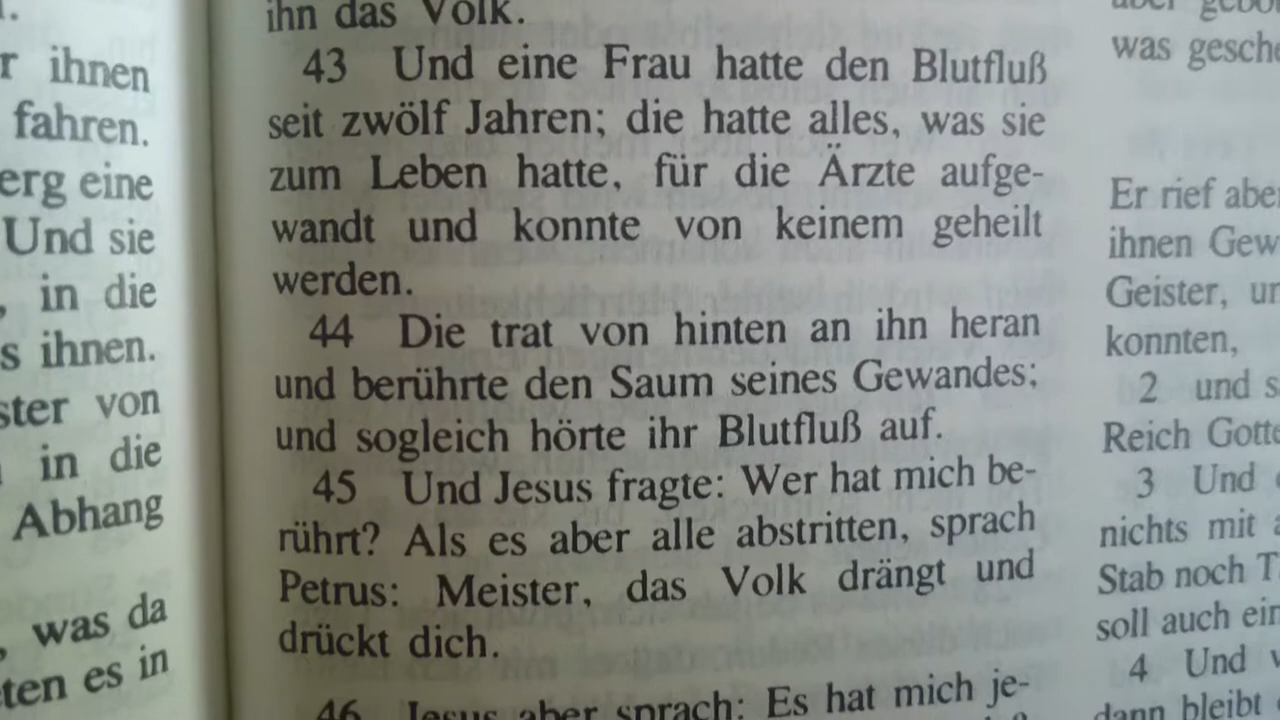 r ihnen
fahren.
erg eine
Und sie
, in die
s ihnen.
ster von
in die
Abhang
was da
ten es in
ihn das Volk.
43 Und eine Frau hatte den Blutfluß
seit zwölf Jahren; die hatte alles, was sie
zum Leben hatte, für die Ärzte aufge-
wandt und konnte von keinem geheilt
werden.
44 Die trat von hinten an ihn heran
und berührte den Saum seines Gewandes;
und sogleich hörte ihr Blutfluß auf.
45 Und Jesus fragte: Wer hat mich be-
rührt? Als es aber alle abstritten, sprach
Petrus: Meister, das Volk drängt und
drückt dich.
46 Jesus aber sprach: Es hat mich je-
was gesche
Er rief aber
ihnen Gew
Geister, un
konnten,
2 und s
Reich Gotte
3 Und
nichts mit a
Stab noch T
soll auch ein
4 Und v
dann bleibt